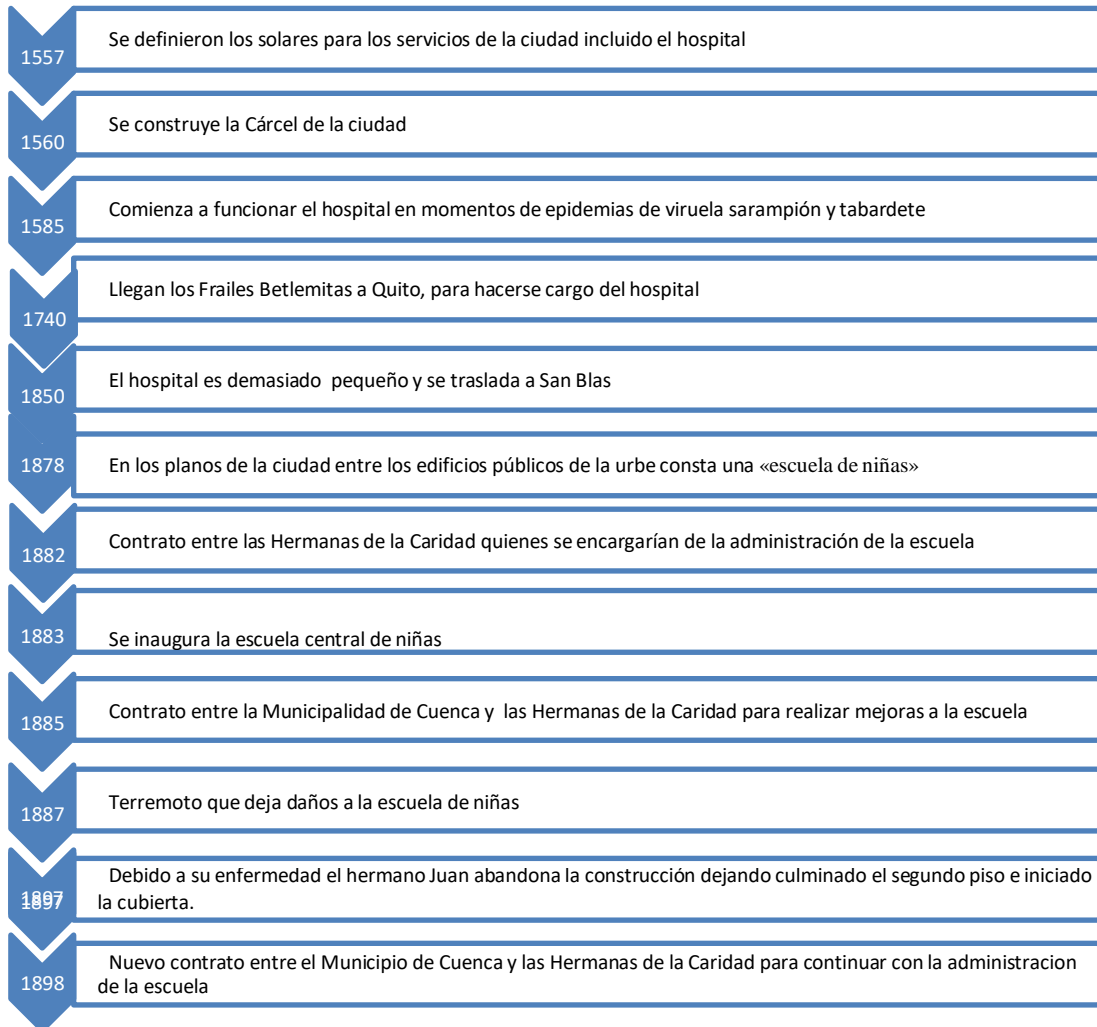 1557
Se definieron los solares para los servicios de la ciudad incluido el hospital
1560
Se construye la Cárcel de la ciudad
1585
Comienza a funcionar el hospital en momentos de epidemias de viruela sarampión y tabardete
1740
Llegan los Frailes Betlemitas a Quito, para hacerse cargo del hospital
1850
El hospital es demasiado pequeño y se traslada a San Blas
1878
En los planos de la ciudad entre los edificios públicos de la urbe consta una «escuela de niñas»
1882
Contrato entre las Hermanas de la Caridad quienes se encargarían de la administración de la escuela
1883
Se inaugura la escuela central de niñas
1885
Contrato entre la Municipalidad de Cuenca y las Hermanas de la Caridad para realizar mejoras a la escuela
1887
Terremoto que deja daños a la escuela de niñas
Debido a su enfermedad el hermano Juan abandona la construcción dejando culminado el segundo piso e iniciado
la cubierta.
1898
Nuevo contrato entre el Municipio de Cuenca y las Hermanas de la Caridad para continuar con la administracion
de la escuela